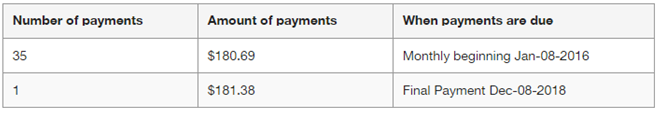 Number of payments Amount of payments When payments are due
35 $180.69 Monthly beginning Jan-08-2016
1 $181.38 Final Payment Dec-08-2018